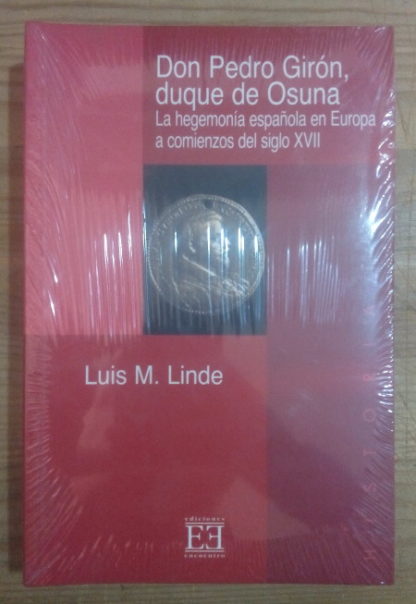 Don Pedro Girón,
duque de Osuna
La hegemonía española en Europa
a comienzos del siglo XVII
Luis M. Linde
ediciones
EE
encuentro